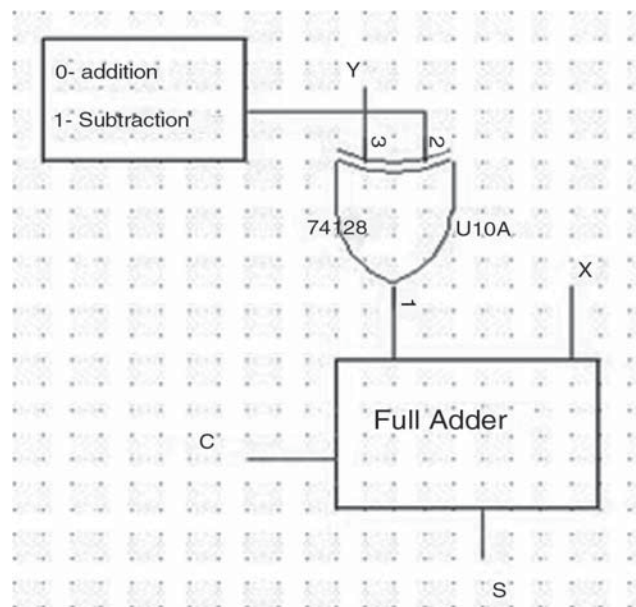 0- addition
Y
1- Subtraction
3
2
74128
U10A
X
1
Full Adder
C
S